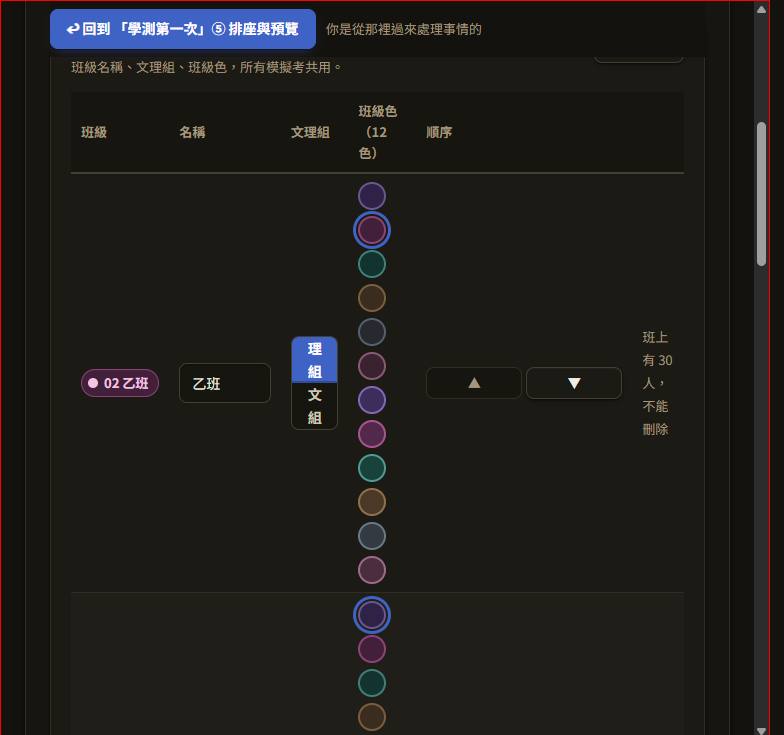 ↩ 回到 「學測第一次」⑤ 排座與預覽
你是從那裡過來處理事情的
班級名稱、文理組、班級色，所有模擬考共用。
班級
名稱
文理組
班級色
（12
色）
順序
02 乙班
乙班
理
組
文
組
▲
▼
班上
有 30
人，
不能
刪除